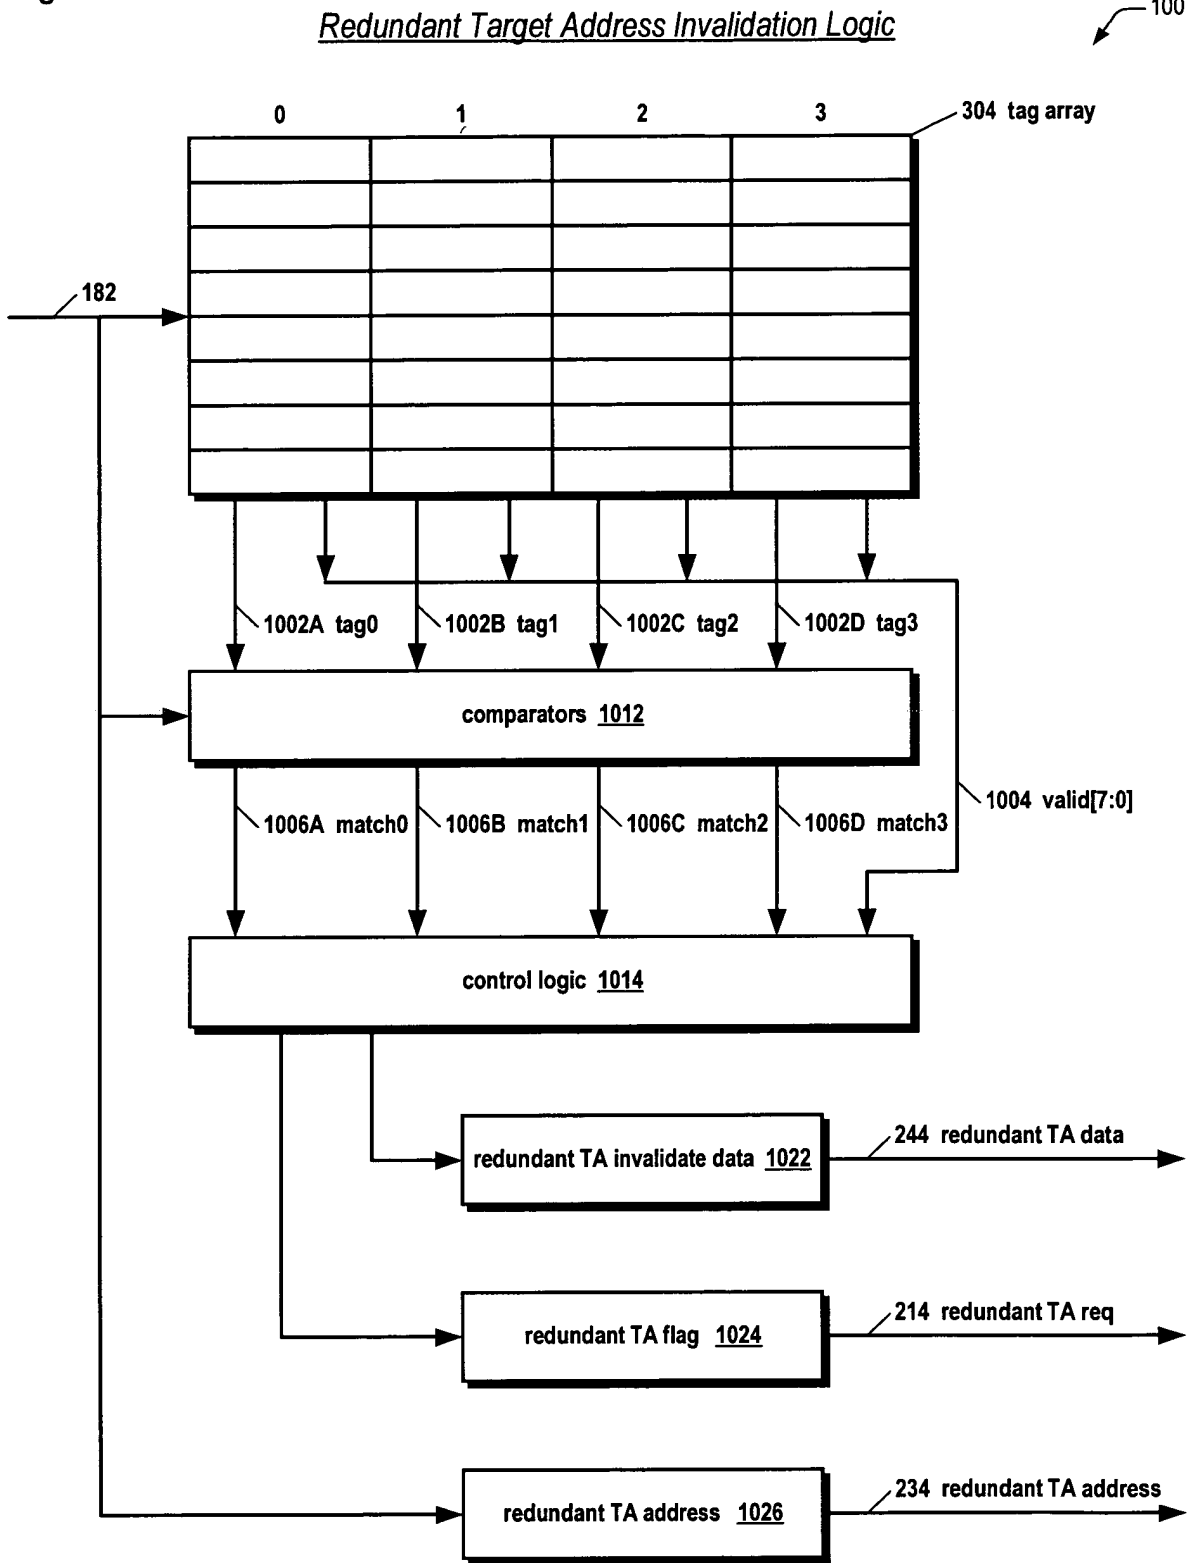 Redundant Target Address Invalidation Logic
100
0 1 2 3
304 tag array
182
1002A tag0 1002B tag1 1002C tag2 1002D tag3
comparators 1012
1004 valid[7:0]
1006A match0 1006B match1 1006C match2 1006D match3
control logic 1014
redundant TA invalidate data 1022
244 redundant TA data
redundant TA flag 1024
214 redundant TA req
redundant TA address 1026
234 redundant TA address